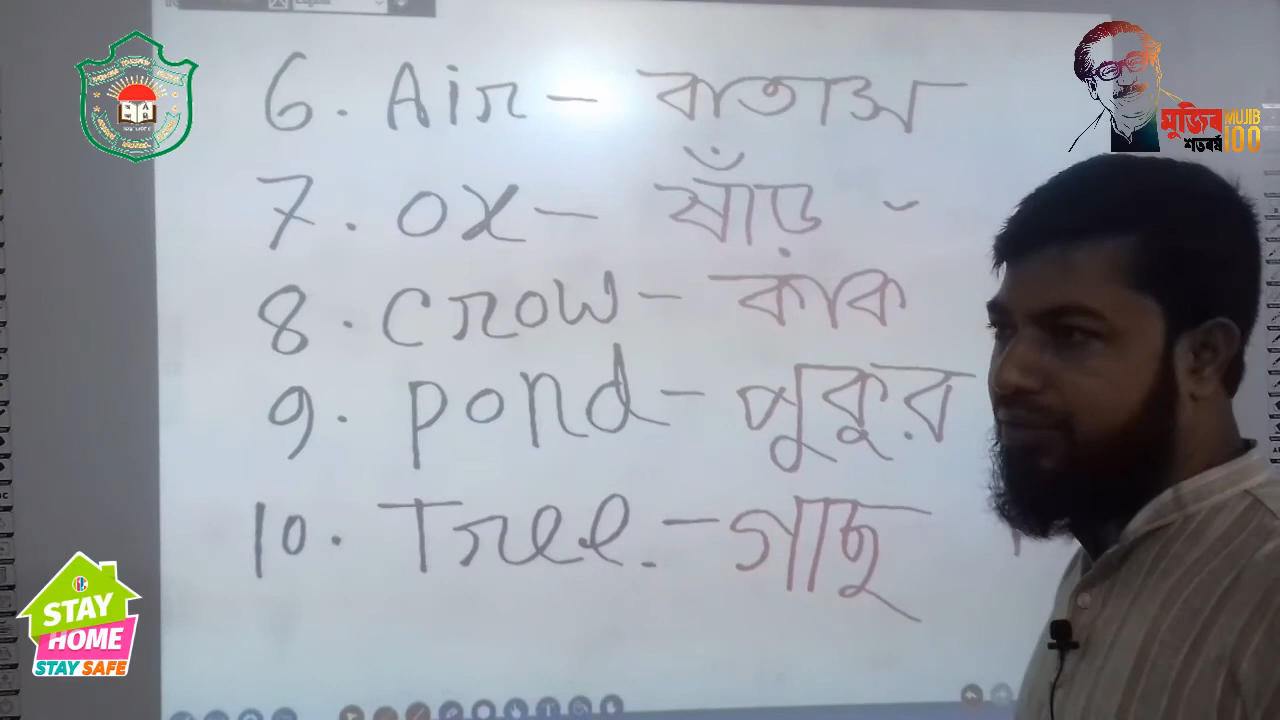 6. Air - বাতাস
7. Ox - ষাঁড়
8. Crow - কাক
9. pond - পুকুর
10. Tree. - গাছ
মুজিব MUJIB
শতবর্ষ 100
STAY
HOME
STAY SAFE